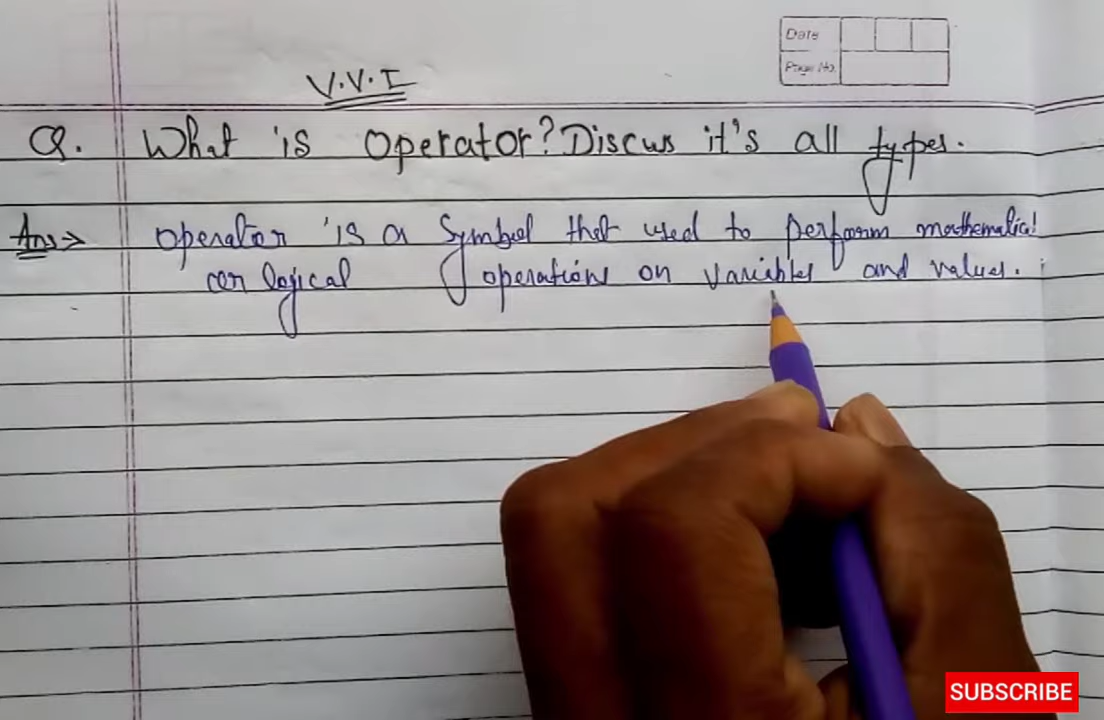 Date
Page No.
V.V.I
Q. What is Operator? Discus it's all types.
Ans=> operator is a Symbol that used to perform mathematical
or logical operations on variables and values.
SUBSCRIBE